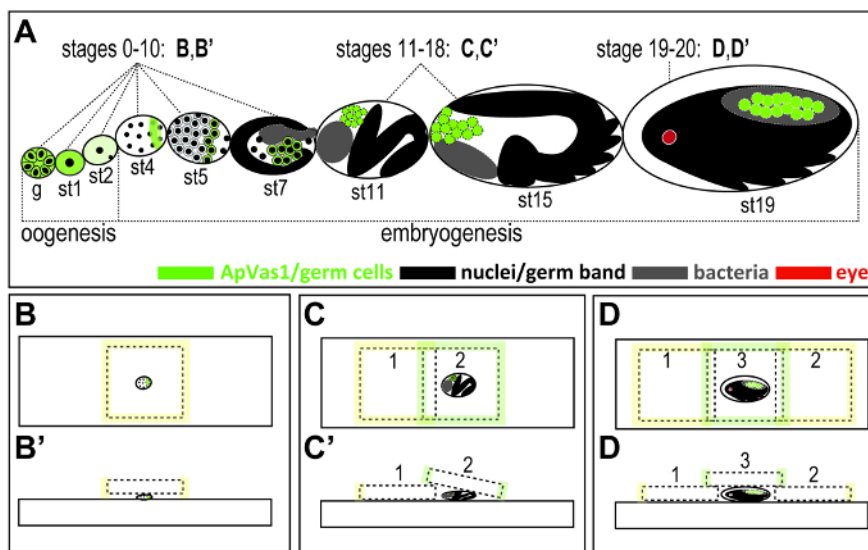 A
stages 0-10: B,B’
stages 11-18: C,C’
stage 19-20: D,D’
g
st1
st2
st4
st5
st7
st11
st15
st19
oogenesis
embryogenesis
ApVas1/germ cells
nuclei/germ band
bacteria
eye
B
C
1
2
D
1
3
2
B’
C’
1
2
D
1
3
2